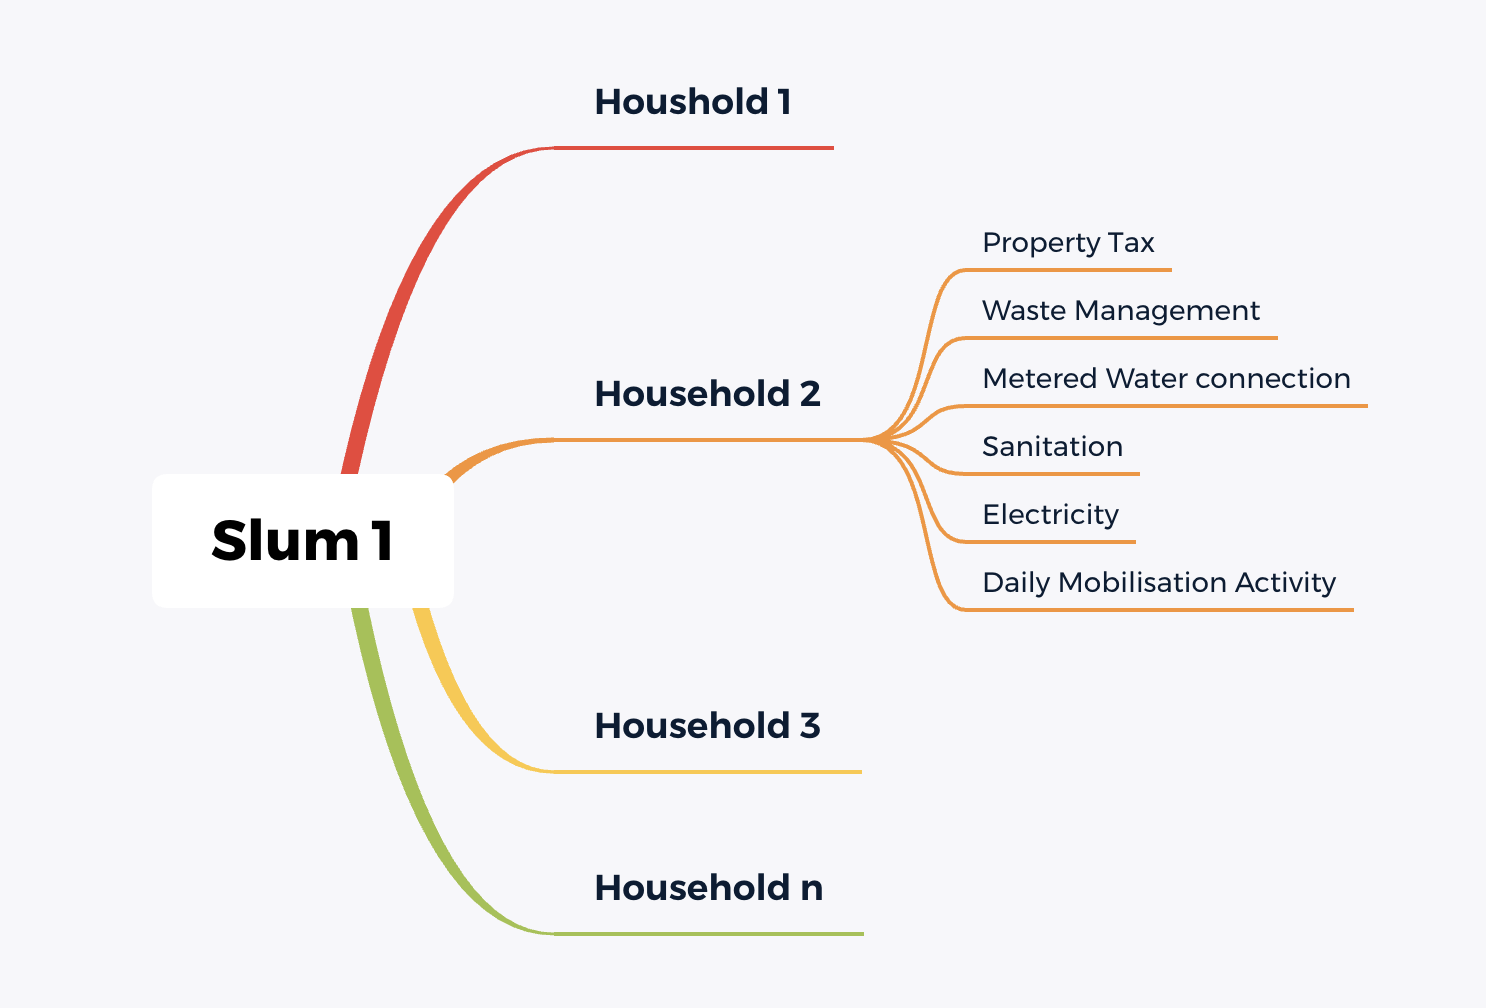 Houshold 1
Property Tax
Waste Management
Metered Water connection
Household 2
Sanitation
Electricity
Slum 1
Daily Mobilisation Activity
Household 3
Household n